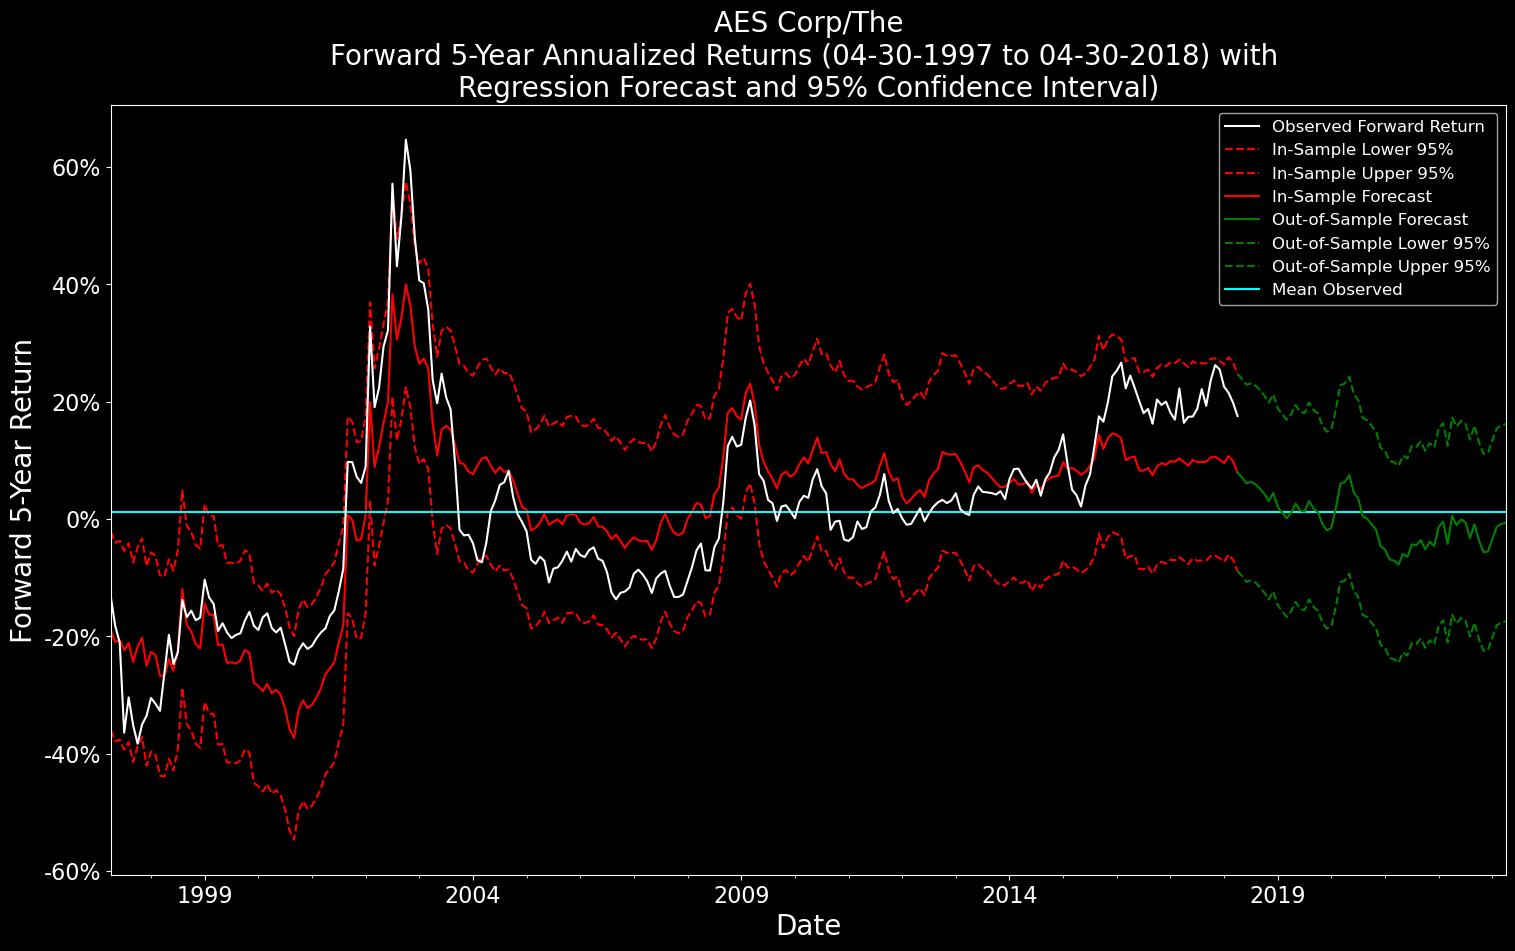 AES Corp/The
Forward 5-Year Annualized Returns (04-30-1997 to 04-30-2018) with
Regression Forecast and 95% Confidence Interval)
Forward 5-Year Return
60%
40%
20%
0%
-20%
-40%
-60%
Observed Forward Return
In-Sample Lower 95%
In-Sample Upper 95%
In-Sample Forecast
Out-of-Sample Forecast
Out-of-Sample Lower 95%
Out-of-Sample Upper 95%
Mean Observed
1999
2004
2009
2014
2019
Date